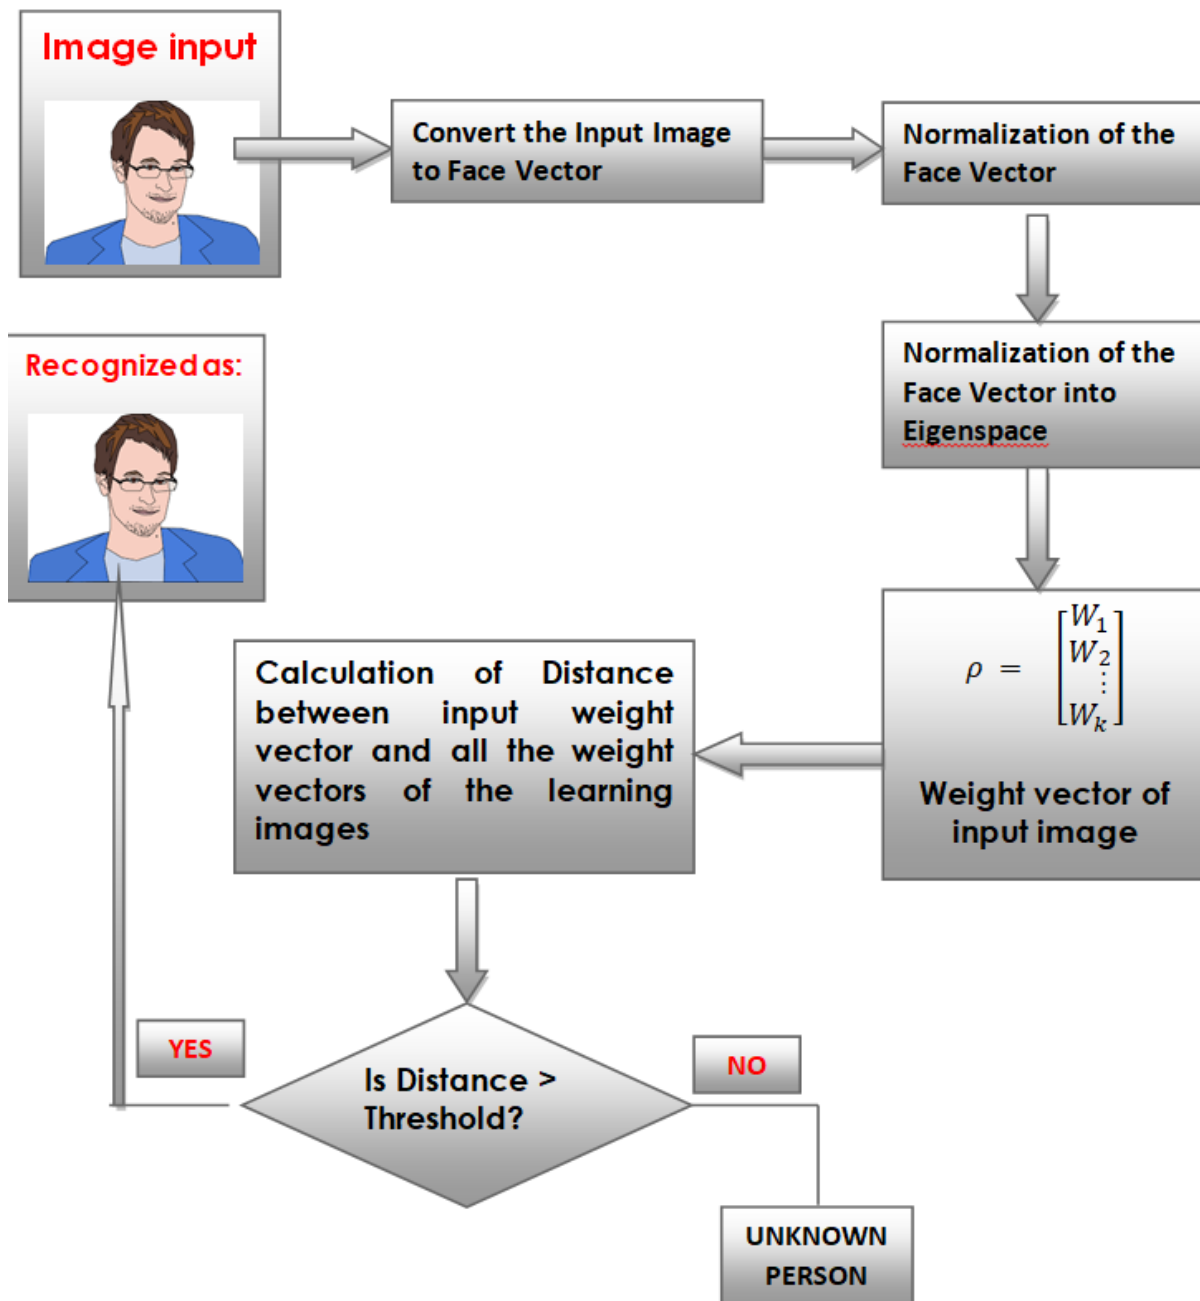 Image input
Convert the Input Image
to Face Vector
Normalization of the
Face Vector
Normalization of the
Face Vector into
Eigenspace
ρ = [W₁
W₂
⋮
Wₖ]
Weight vector of
input image
Calculation of Distance
between input weight
vector and all the weight
vectors of the learning
images
Is Distance >
Threshold?
YES
Recognized as:
NO
UNKNOWN
PERSON